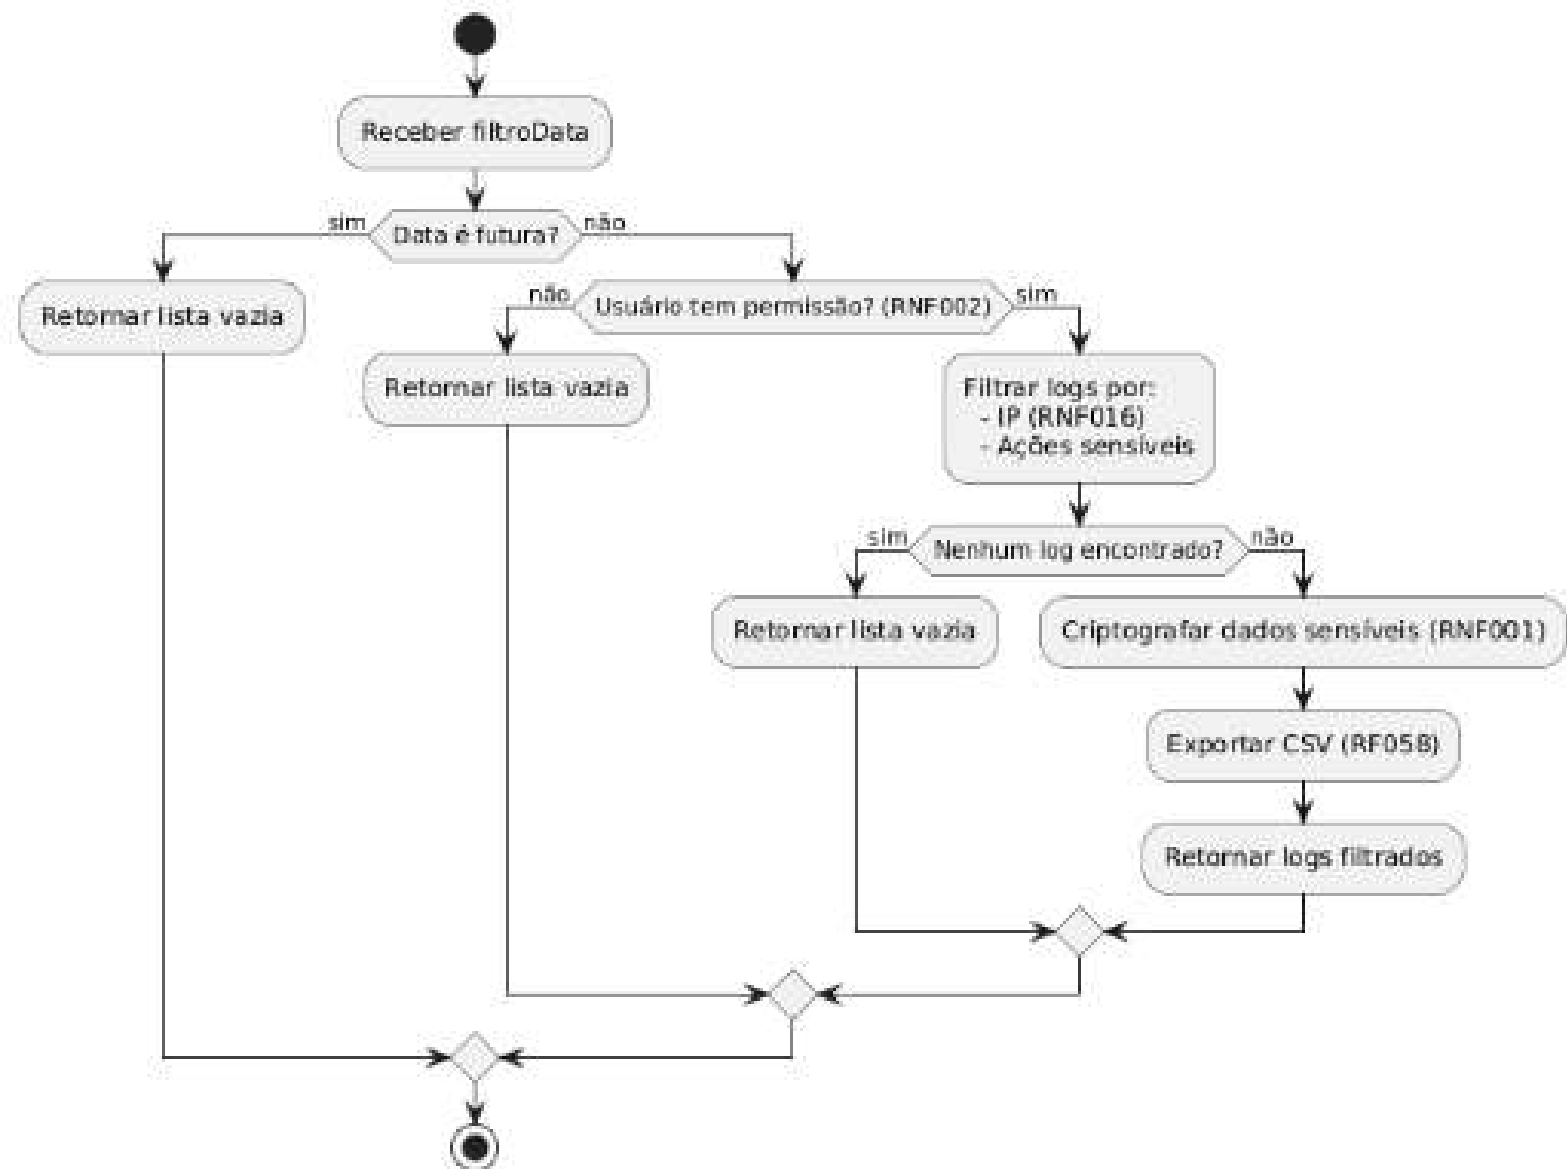 Receber filtroData
sim
Data é futura?
não
Retornar lista vazia
não
Usuário tem permissão? (RNF002)
sim
Retornar lista vazia
Filtrar logs por:
- IP (RNF016)
- Ações sensíveis
sim
Nenhum log encontrado?
não
Retornar lista vazia
Criptografar dados sensíveis (RNF001)
Exportar CSV (RF058)
Retornar logs filtrados